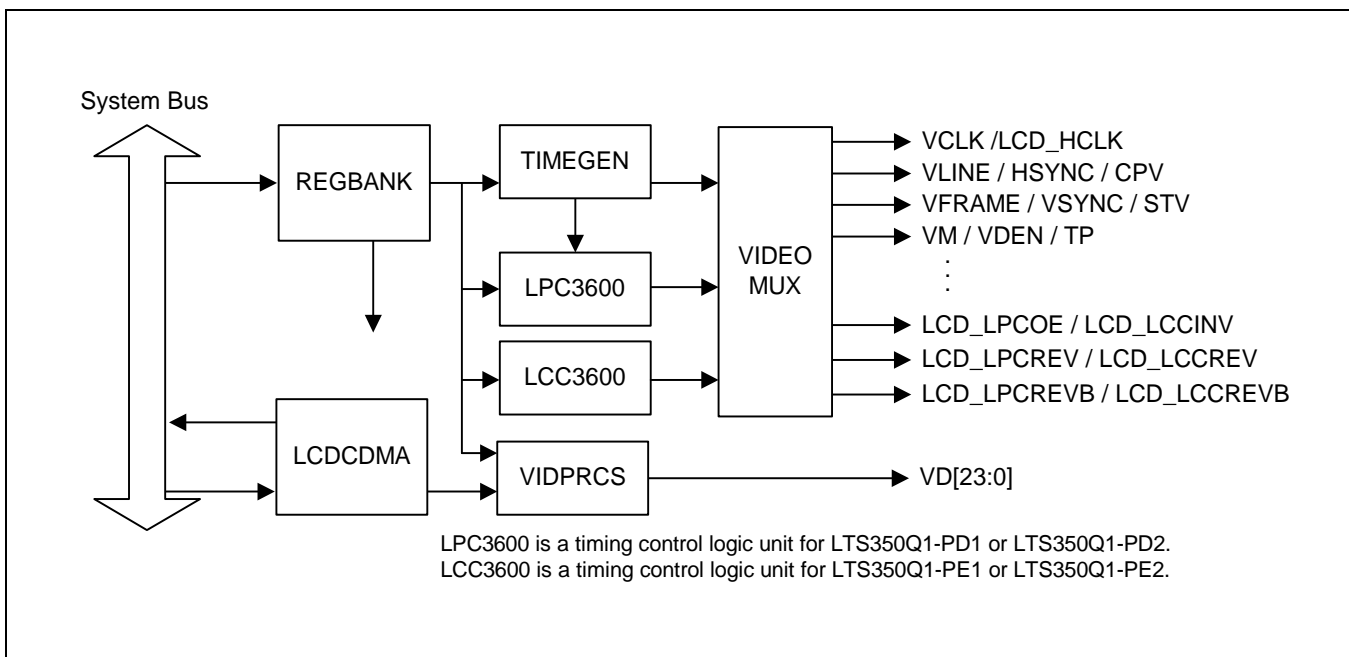 System Bus
REGBANK
TIMEGEN
LPC3600
LCC3600
LCDCDMA
VIDPRCS
VIDEO
MUX
VCLK /LCD_HCLK
VLINE / HSYNC / CPV
VFRAME / VSYNC / STV
VM / VDEN / TP
.
.
.
LCD_LPCOE / LCD_LCCINV
LCD_LPCREV / LCD_LCCREV
LCD_LPCREVB / LCD_LCCREVB
VD[23:0]
LPC3600 is a timing control logic unit for LTS350Q1-PD1 or LTS350Q1-PD2.
LCC3600 is a timing control logic unit for LTS350Q1-PE1 or LTS350Q1-PE2.